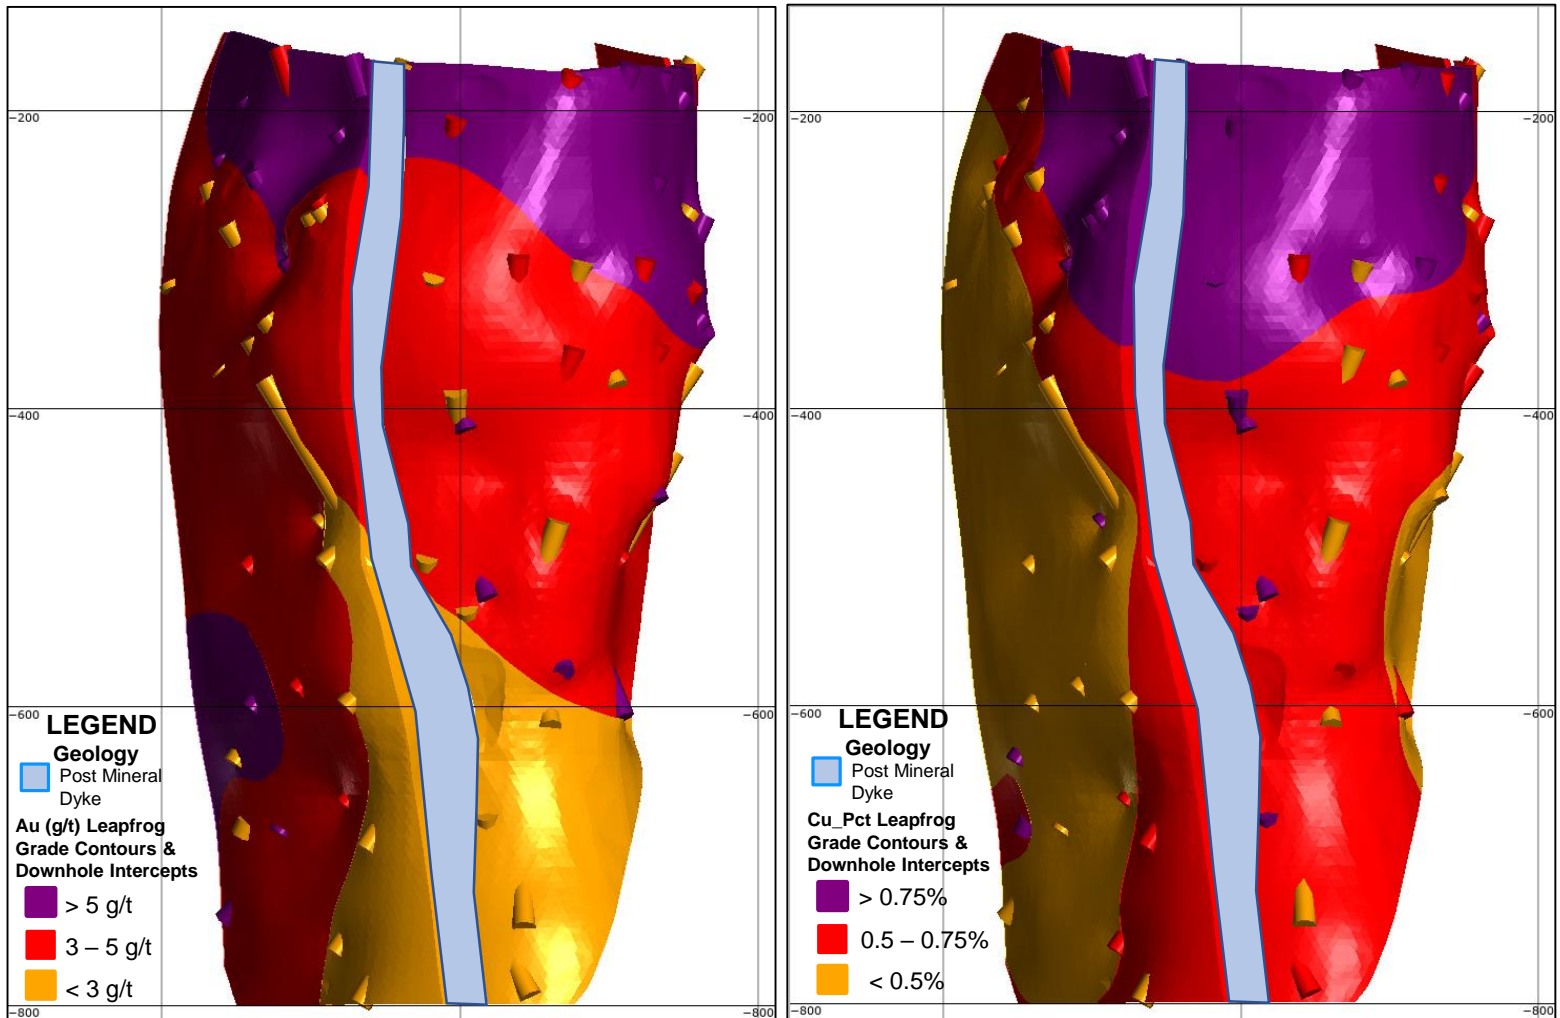 −200
−200
−400
−400
−600
LEGEND
Geology
Post Mineral
Dyke
Au (g/t) Leapfrog
Grade Contours &
Downhole Intercepts
> 5 g/t
3 – 5 g/t
< 3 g/t
−600
−800
−800
−200
−200
−400
−400
−600
LEGEND
Geology
Post Mineral
Dyke
Cu_Pct Leapfrog
Grade Contours &
Downhole Intercepts
> 0.75%
0.5 – 0.75%
< 0.5%
−600
−800
−800